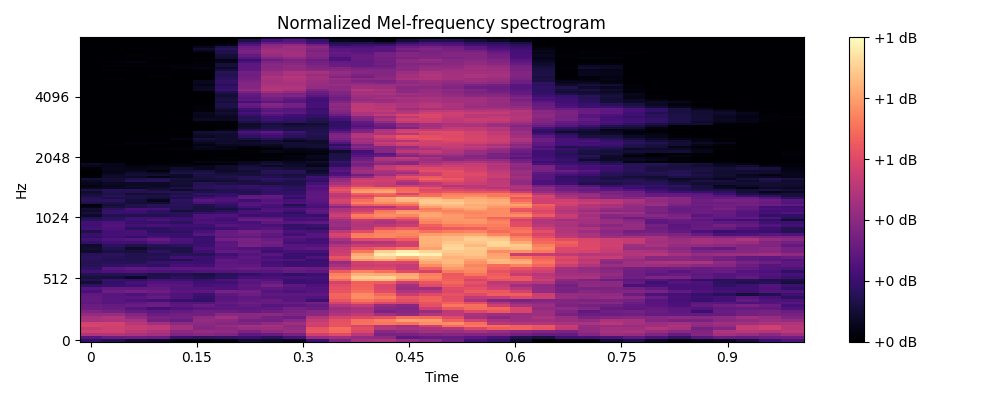 Normalized Mel-frequency spectrogram
Hz
4096
2048
1024
512
0
0 0.15 0.3 0.45 0.6 0.75 0.9
Time
+1 dB
+1 dB
+1 dB
+0 dB
+0 dB
+0 dB